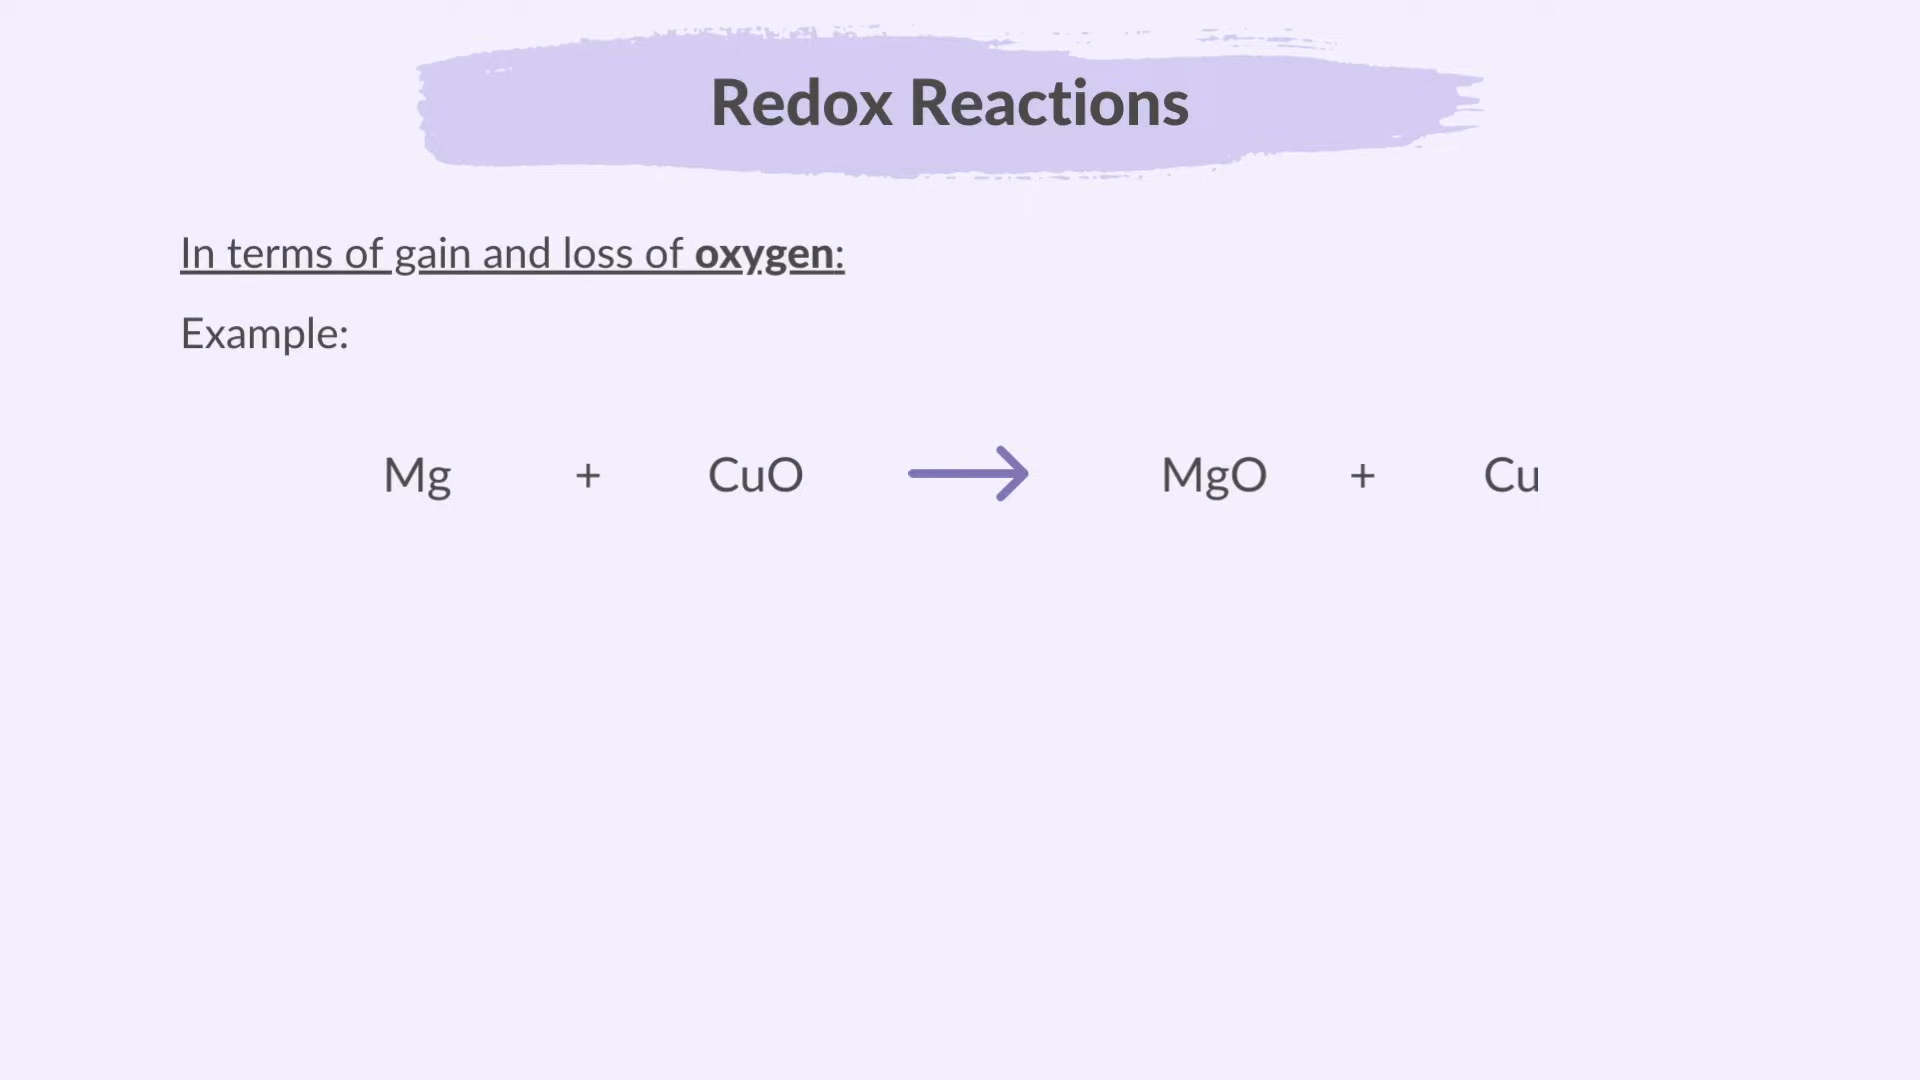 Redox Reactions
In terms of gain and loss of oxygen:
Example:
Mg + CuO → MgO + Cu